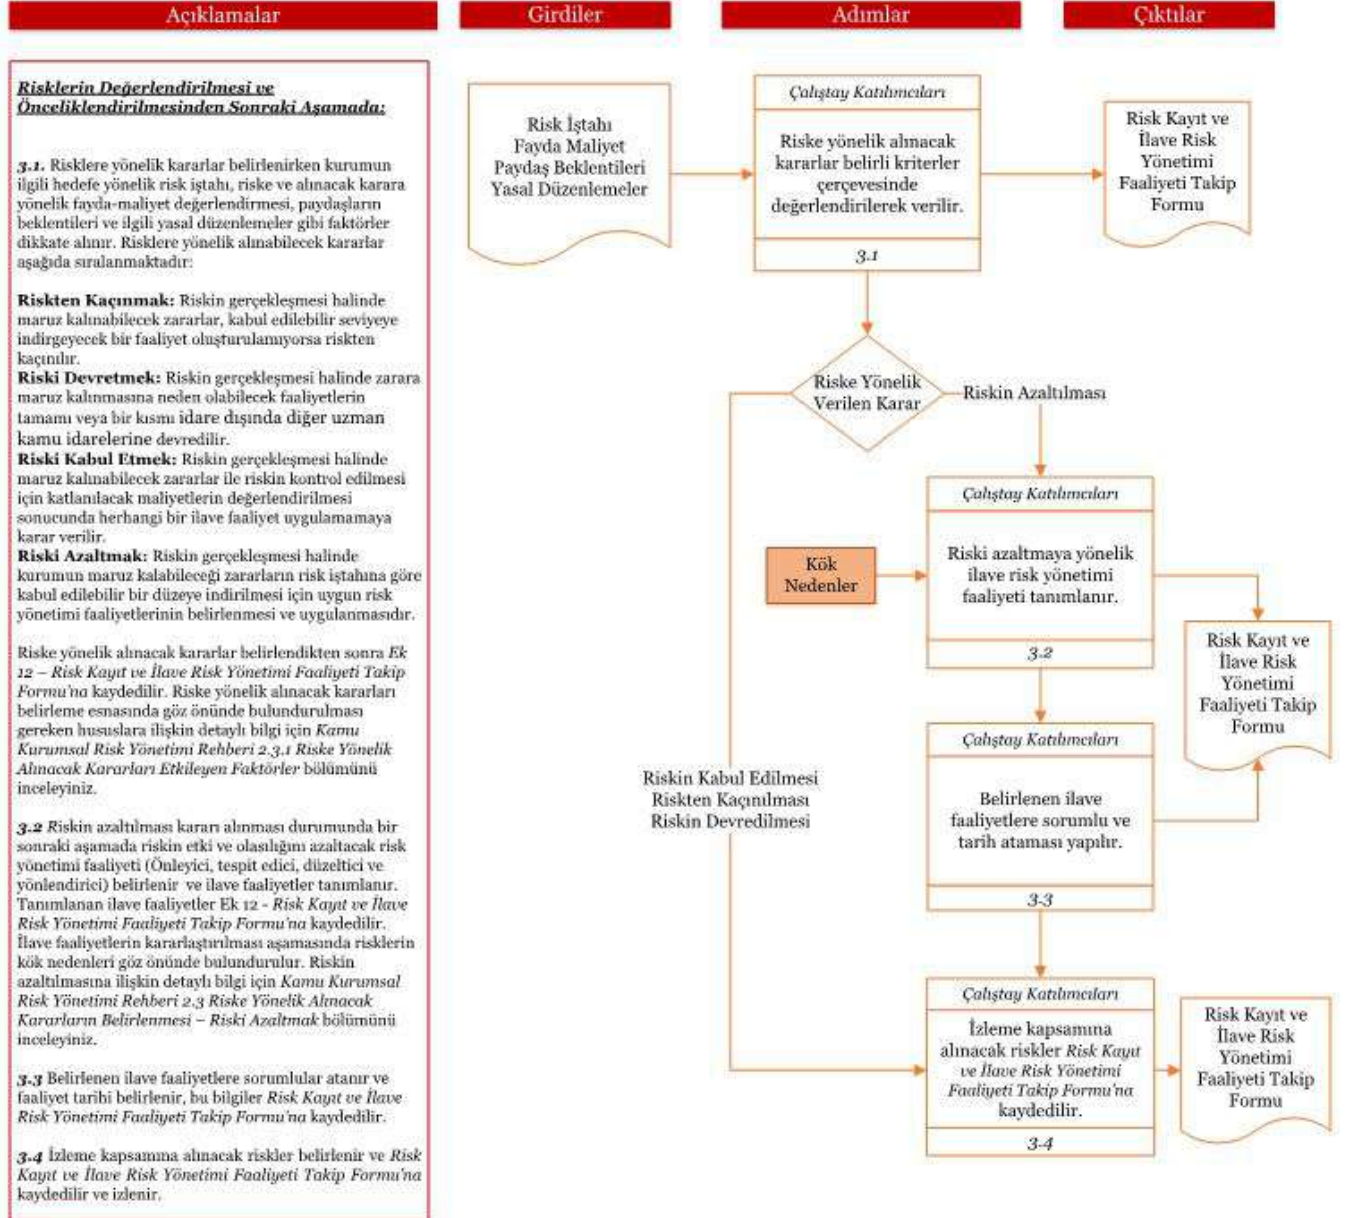 Açıklamalar
Girdiler
Adımlar
Çıktılar
Risklerin Değerlendirilmesi ve
Önceliklendirilmesinden Sonraki Aşamada:
3.1. Risklere yönelik kararlar belirlenirken kurumun
ilgili hedefe yönelik risk iştahı, riske ve alınacak karara
yönelik fayda-maliyet değerlendirmesi, paydaşların
beklentileri ve ilgili yasal düzenlemeler gibi faktörler
dikkate alınır. Risklere yönelik alınabilecek kararlar
aşağıda sıralanmaktadır:
Riskten Kaçınmak: Riskin gerçekleşmesi halinde
maruz kalınabilecek zararlar, kabul edilebilir seviyeye
indirgeyecek bir faaliyet oluşturulamıyorsa riskten
kaçınılır.
Riski Devretmek: Riskin gerçekleşmesi halinde zarara
maruz kalınmasına neden olabilecek faaliyetlerin
tamamı veya bir kısmı idare dışında diğer uzman
kamu idarelerine devredilir.
Riski Kabul Etmek: Riskin gerçekleşmesi halinde
maruz kalınabilecek zararlar ile riskin kontrol edilmesi
için katlanılacak maliyetlerin değerlendirilmesi
sonucunda herhangi bir ilave faaliyet uygulamamaya
karar verilir.
Riski Azaltmak: Riskin gerçekleşmesi halinde
kurumun maruz kalabileceği zararların risk iştahına göre
kabul edilebilir bir düzeye indirilmesi için uygun risk
yönetimi faaliyetlerinin belirlenmesi ve uygulanmasıdır.
Riske yönelik alınacak kararlar belirlendikten sonra Ek
12 – Risk Kayıt ve İlave Risk Yönetimi Faaliyeti Takip
Formu'na kaydedilir. Riske yönelik alınacak kararları
belirleme esnasında göz önünde bulundurulması
gereken hususlara ilişkin detaylı bilgi için Kamu
Kurumsal Risk Yönetimi Rehberi 2.3.1 Riske Yönelik
Alınacak Kararları Etkileyen Faktörler bölümünü
inceleyiniz.
3.2 Riskin azaltılması kararı alınması durumunda bir
sonraki aşamada riskin etki ve olasılığını azaltacak risk
yönetimi faaliyeti (Önleyici, tespit edici, düzeltici ve
yönlendirici) belirlenir ve ilave faaliyetler tanımlanır.
Tanımlanan ilave faaliyetler Ek 12 - Risk Kayıt ve İlave
Risk Yönetimi Faaliyeti Takip Formu'na kaydedilir.
İlave faaliyetlerin kararlaştırılması aşamasında risklerin
kök nedenleri göz önünde bulundurulur. Riskin
azaltılmasına ilişkin detaylı bilgi için Kamu Kurumsal
Risk Yönetimi Rehberi 2.3 Riske Yönelik Alınacak
Kararların Belirlenmesi – Riski Azaltmak bölümünü
inceleyiniz.
3.3 Belirlenen ilave faaliyetlere sorumlular atanır ve
faaliyet tarihi belirlenir, bu bilgiler Risk Kayıt ve İlave
Risk Yönetimi Faaliyeti Takip Formu'na kaydedilir.
3.4 İzleme kapsamına alınacak riskler belirlenir ve Risk
Kayıt ve İlave Risk Yönetimi Faaliyeti Takip Formu'na
kaydedilir ve izlenir.
Risk İştahı
Fayda Maliyet
Paydaş Beklentileri
Yasal Düzenlemeler
Çalıştay Katılımcıları
Riske yönelik alınacak
kararlar belirli kriterler
çerçevesinde
değerlendirilerek verilir.
3.1
Risk Kayıt ve
İlave Risk
Yönetimi
Faaliyeti Takip
Formu
Riske Yönelik
Verilen Karar
Riskin Azaltılması
Çalıştay Katılımcıları
Riski azaltmaya yönelik
ilave risk yönetimi
faaliyeti tanımlanır.
3.2
Kök
Nedenler
Risk Kayıt ve
İlave Risk
Yönetimi
Faaliyeti Takip
Formu
Çalıştay Katılımcıları
Belirlenen ilave
faaliyetlere sorumlu ve
tarih ataması yapılır.
3.3
Riskin Kabul Edilmesi
Riskten Kaçınılması
Riskin Devredilmesi
Çalıştay Katılımcıları
İzleme kapsamına
alınacak riskler Risk Kayıt
ve İlave Risk Yönetimi
Faaliyeti Takip Formu'na
kaydedilir.
3.4
Risk Kayıt ve
İlave Risk
Yönetimi
Faaliyeti Takip
Formu